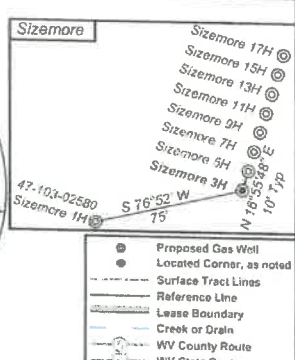 Sizemore
Sizemore 17H
Sizemore 15H
Sizemore 13H
Sizemore 11H
Sizemore 9H
Sizemore 7H
Sizemore 5H
Sizemore 3H
N 18°55'48" E
10' Typ
47-103-02580
Sizemore 1H
S 76°52' W
75'
Proposed Gas Well
Located Corner, as noted
Surface Tract Lines
Reference Line
Lease Boundary
Creek or Drain
WV County Route